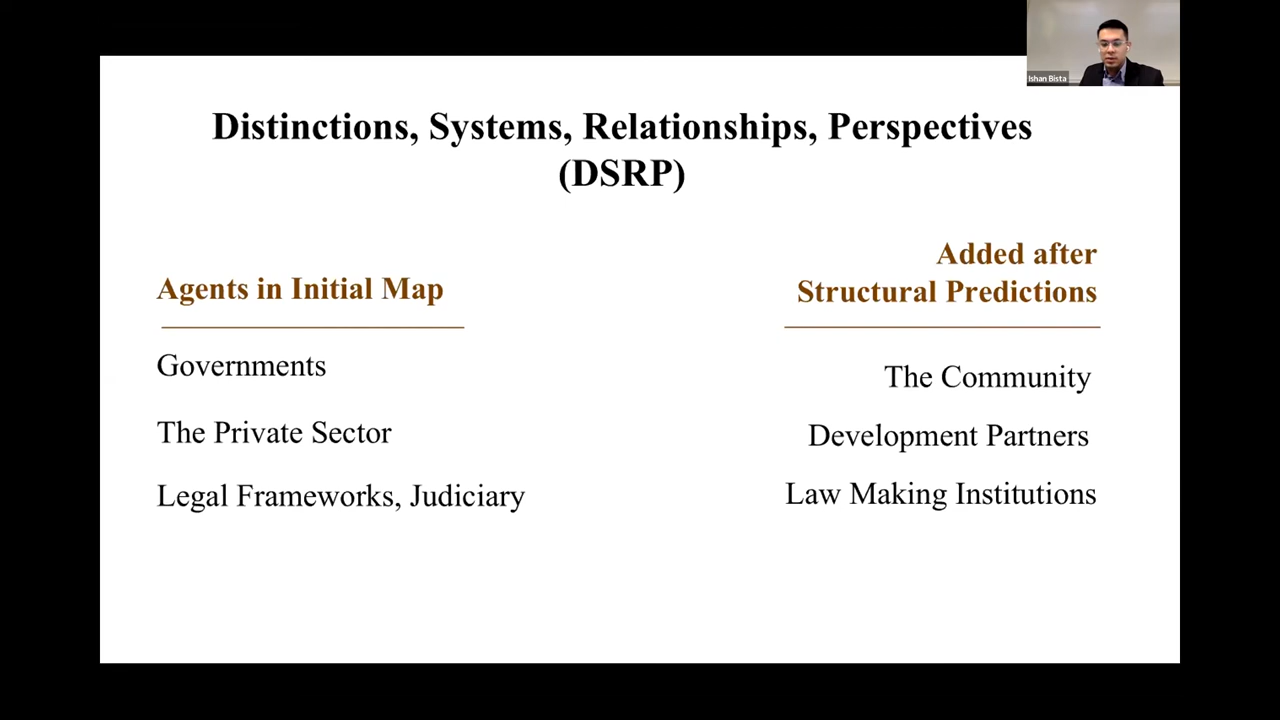 Ishan Bista
Distinctions, Systems, Relationships, Perspectives
(DSRP)
Agents in Initial Map
Governments
The Private Sector
Legal Frameworks, Judiciary
Added after
Structural Predictions
The Community
Development Partners
Law Making Institutions